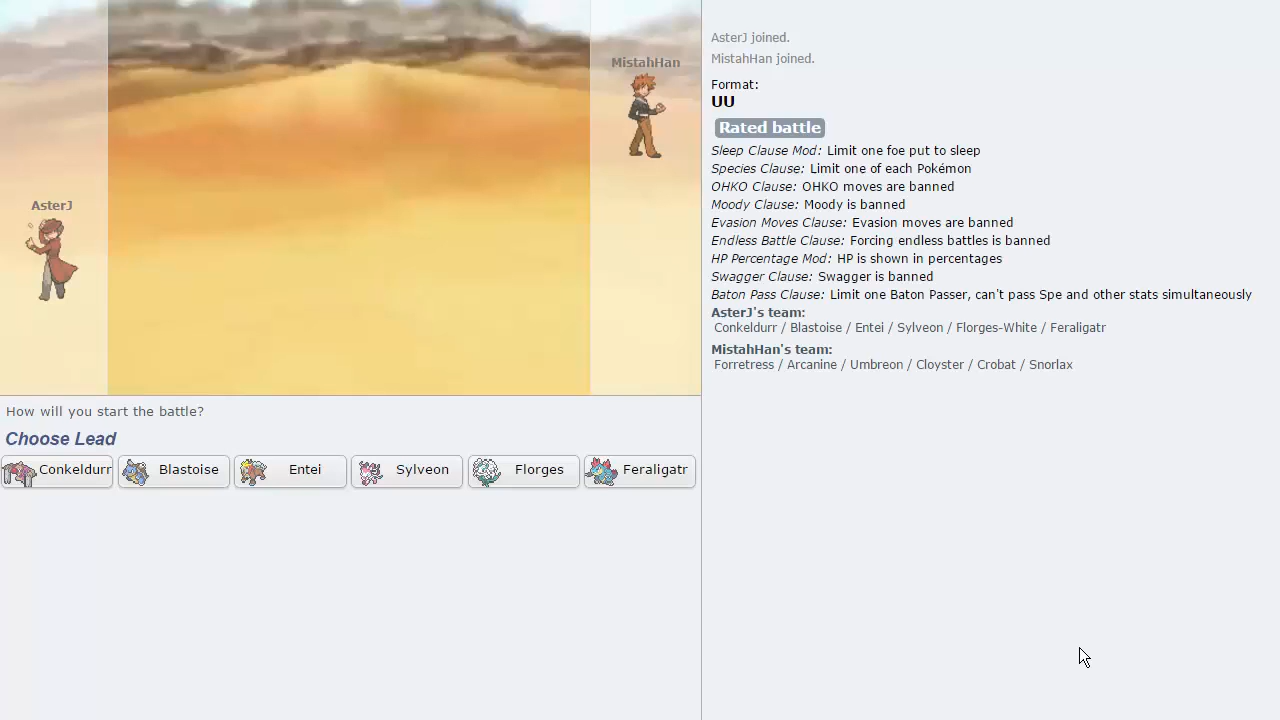 MistahHan
AsterJ
How will you start the battle?
Choose Lead
Conkeldurr
Blastoise
Entei
Sylveon
Florges
Feraligatr
AsterJ joined.
MistahHan joined.
Format:
UU
Rated battle
Sleep Clause Mod: Limit one foe put to sleep
Species Clause: Limit one of each Pokémon
OHKO Clause: OHKO moves are banned
Moody Clause: Moody is banned
Evasion Moves Clause: Evasion moves are banned
Endless Battle Clause: Forcing endless battles is banned
HP Percentage Mod: HP is shown in percentages
Swagger Clause: Swagger is banned
Baton Pass Clause: Limit one Baton Passer, can't pass Spe and other stats simultaneously
AsterJ's team:
Conkeldurr / Blastoise / Entei / Sylveon / Florges-White / Feraligatr
MistahHan's team:
Forretress / Arcanine / Umbreon / Cloyster / Crobat / Snorlax